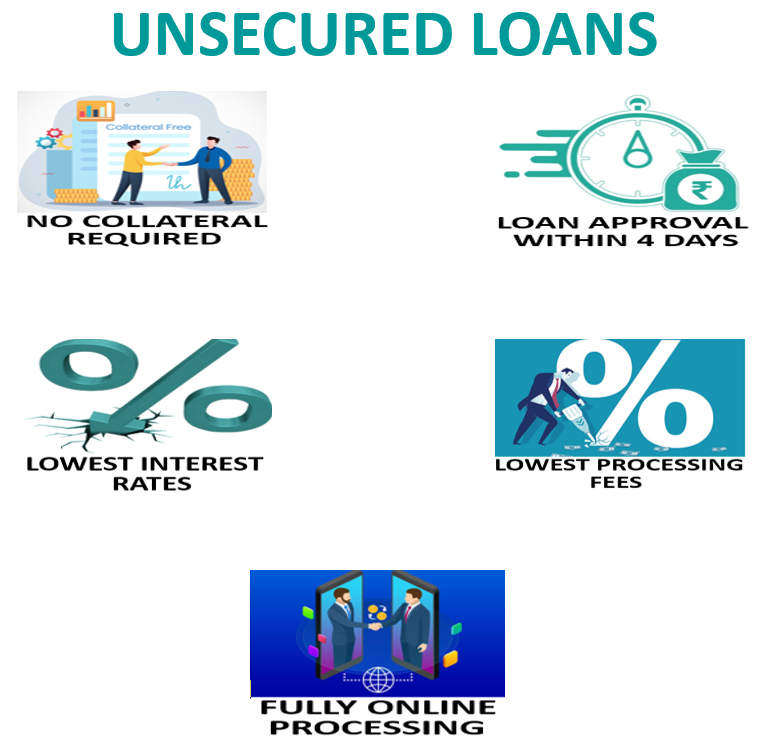 UNSECURED LOANS
Collateral Free
NO COLLATERAL
REQUIRED
LOAN APPROVAL
WITHIN 4 DAYS
LOWEST INTEREST
RATES
LOWEST PROCESSING
FEES
FULLY ONLINE
PROCESSING